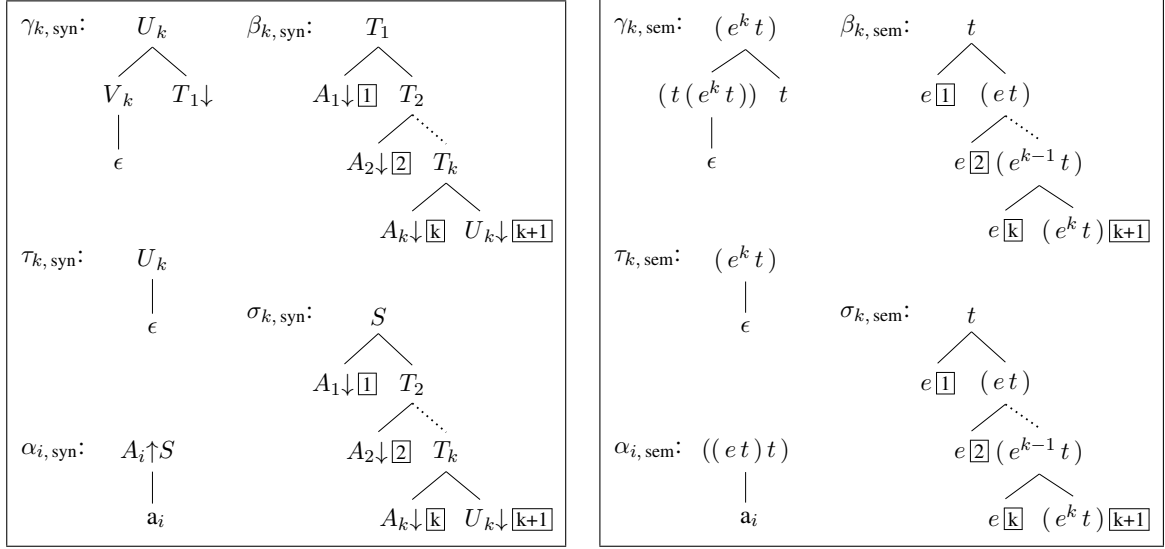 γk, syn: Uk βk, syn: T1
Vk T1↓ A1↓ 1 T2
ϵ A2↓ 2 Tk
Ak↓ k Uk↓ k+1
τk, syn: Uk
ϵ σk, syn: S
A1↓ 1 T2
αi, syn: Ai↑S A2↓ 2 Tk
ai Ak↓ k Uk↓ k+1
γk, sem: (e^k t) βk, sem: t
(t (e^k t)) t e 1 (e t)
ϵ e 2 (e^k−1 t)
e k (e^k t) k+1
τk, sem: (e^k t)
ϵ σk, sem: t
e 1 (e t)
αi, sem: ((e t) t) e 2 (e^k−1 t)
ai e k (e^k t) k+1